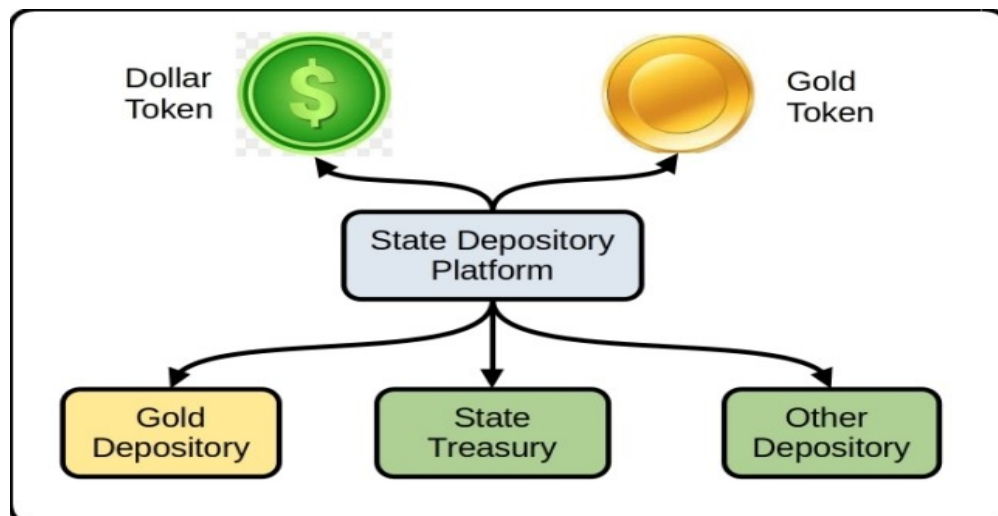 Dollar
Token
$
Gold
Token
State Depository
Platform
Gold
Depository
State
Treasury
Other
Depository